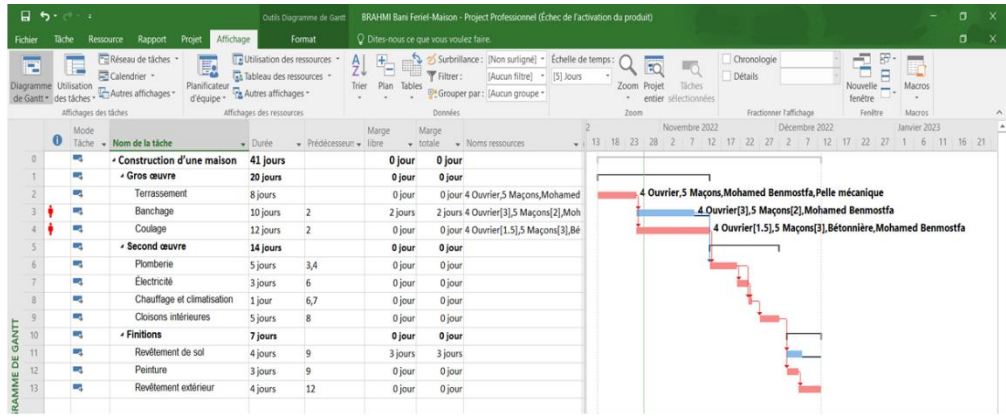 Outils Diagramme de Gantt BRAHMI Bani Feriel-Maison - Project Professionnel (Échec de l'activation du produit)
Fichier Tâche Ressource Rapport Projet Affichage Format Dites-nous ce que vous voulez faire.
Diagramme de Gantt
Utilisation des tâches
Réseau de tâches
Calendrier
Autres affichages
Affichages des tâches
Planificateur d'équipe
Utilisation des ressources
Tableau des ressources
Autres affichages
Affichages des ressources
Trier Plan Tables
Surbrillance : [Non surligné]
Filtrer : [Aucun filtre]
Grouper par : [Aucun groupe
Données
Échelle de temps :
[5] Jours
Zoom Projet entier Tâches sélectionnées
Zoom
Chronologie
Détails
Fractionner l'affichage
Nouvelle fenêtre
Fenêtre
Macros
Macros
Mode Tâche Nom de la tâche Durée Prédécesseurs Marge libre Marge totale Noms ressources
2 Novembre 2022 Décembre 2022 Janvier 2023
13 18 23 28 2 7 12 17 22 27 2 7 12 17 22 27 1 6 11 16 21
0 Construction d'une maison 41 jours 0 jour 0 jour
1 Gros œuvre 20 jours 0 jour 0 jour
2 Terrassement 8 jours 0 jour 0 jour 4 Ouvrier,5 Maçons,Mohamed
4 Ouvrier,5 Maçons,Mohamed Benmostfa,Pelle mécanique
3 Banchage 10 jours 2 2 jours 2 jours 4 Ouvrier[3],5 Maçons[2],Moh
4 Ouvrier[3],5 Maçons[2],Mohamed Benmostfa
4 Coulage 12 jours 2 0 jour 0 jour 4 Ouvrier[1.5],5 Maçons[3],Bé
4 Ouvrier[1.5],5 Maçons[3],Bétonnière,Mohamed Benmostfa
5 Second œuvre 14 jours 0 jour 0 jour
6 Plomberie 5 jours 3,4 0 jour 0 jour
7 Électricité 3 jours 6 0 jour 0 jour
8 Chauffage et climatisation 1 jour 6,7 0 jour 0 jour
9 Cloisons intérieures 5 jours 8 0 jour 0 jour
10 Finitions 7 jours 0 jour 0 jour
11 Revêtement de sol 4 jours 9 3 jours 3 jours
12 Peinture 3 jours 9 0 jour 0 jour
13 Revêtement extérieur 4 jours 12 0 jour 0 jour
RAMME DE GANTT